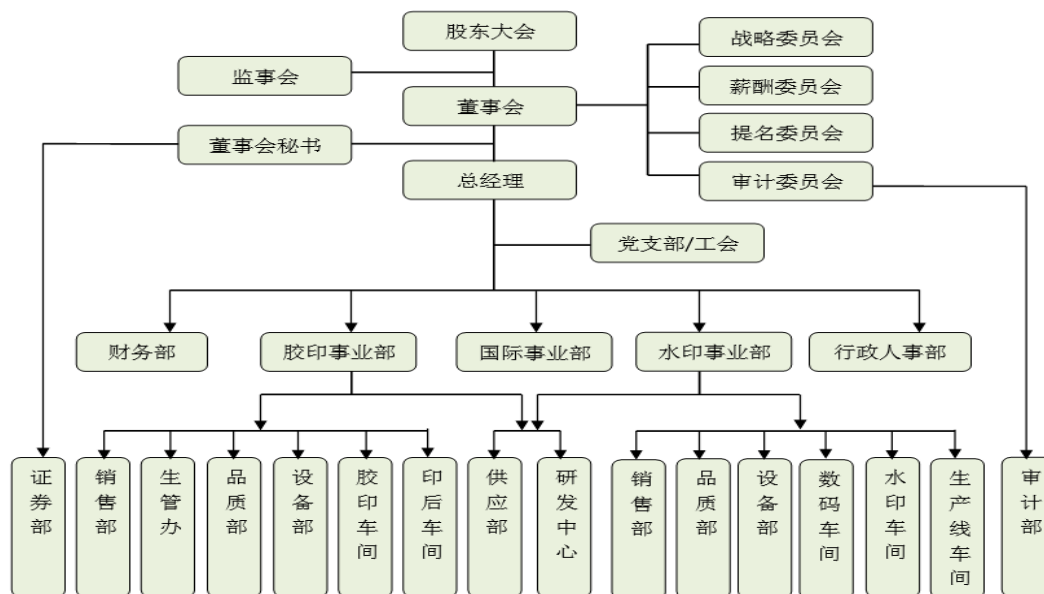 股东大会
战略委员会
监事会
薪酬委员会
董事会
提名委员会
董事会秘书
总经理
审计委员会
党支部/工会
财务部
胶印事业部
国际事业部
水印事业部
行政人事部
证券部
销售部
生管办
品质部
设备部
胶印车间
印后车间
供应部
研发中心
销售部
品质部
设备部
数码车间
水印车间
生产线车间
审计部